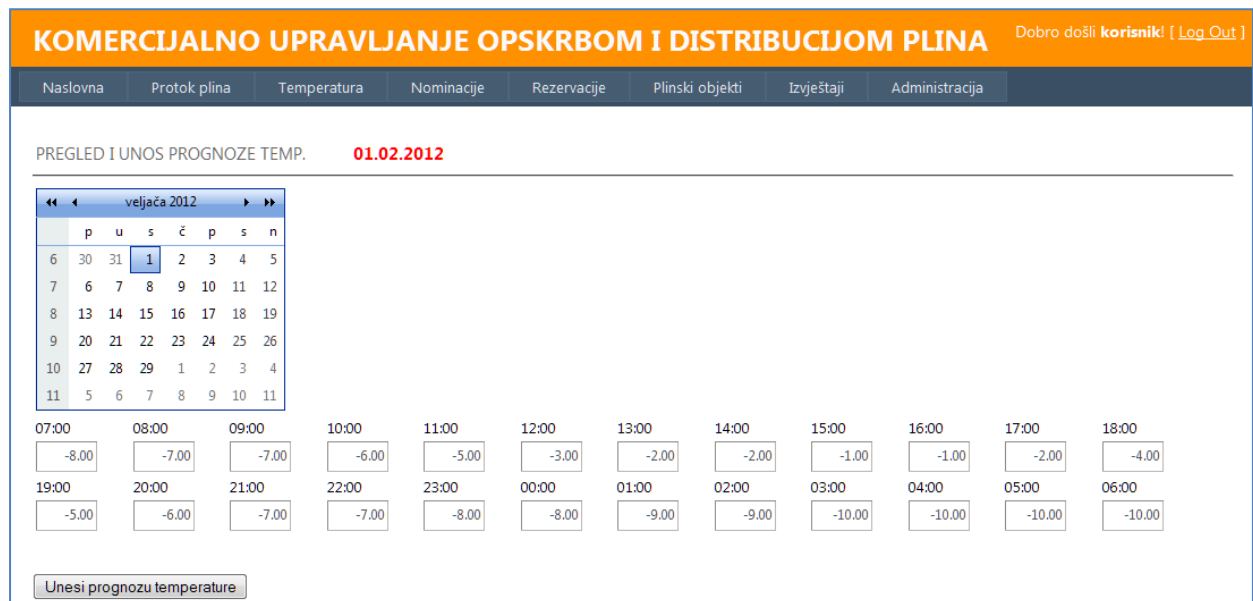 KOMERCIJALNO UPRAVLJANJE OPSKRBOM I DISTRIBUCIJOM PLINA
Dobro došli korisnik! [ Log Out ]
Naslovna Protok plina Temperatura Nominacije Rezervacije Plinski objekti Izvještaji Administracija
PREGLED I UNOS PROGNOZE TEMP. 01.02.2012
veljača 2012
p u s č p s n
6 30 31 1 2 3 4 5
7 6 7 8 9 10 11 12
8 13 14 15 16 17 18 19
9 20 21 22 23 24 25 26
10 27 28 29 1 2 3 4
11 5 6 7 8 9 10 11
07:00 08:00 09:00 10:00 11:00 12:00 13:00 14:00 15:00 16:00 17:00 18:00
-8.00 -7.00 -7.00 -6.00 -5.00 -3.00 -2.00 -2.00 -1.00 -1.00 -2.00 -4.00
19:00 20:00 21:00 22:00 23:00 00:00 01:00 02:00 03:00 04:00 05:00 06:00
-5.00 -6.00 -7.00 -7.00 -8.00 -8.00 -9.00 -9.00 -10.00 -10.00 -10.00 -10.00
Unesi prognozu temperature